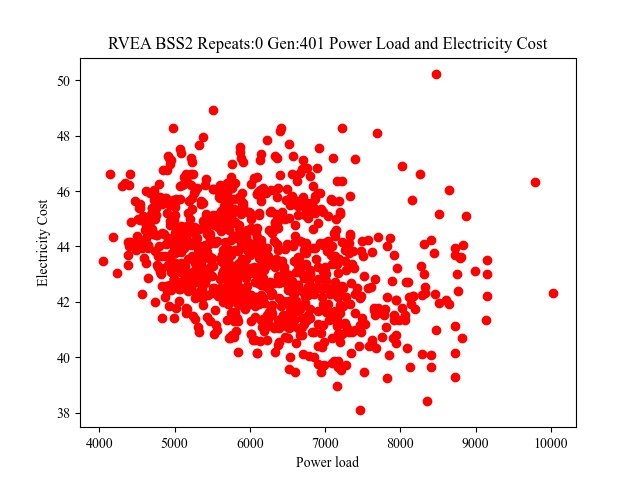 RVEA BSS2 Repeats:0 Gen:401 Power Load and Electricity Cost
50
48
46
44
42
40
38
Electricity Cost
4000 5000 6000 7000 8000 9000 10000
Power load